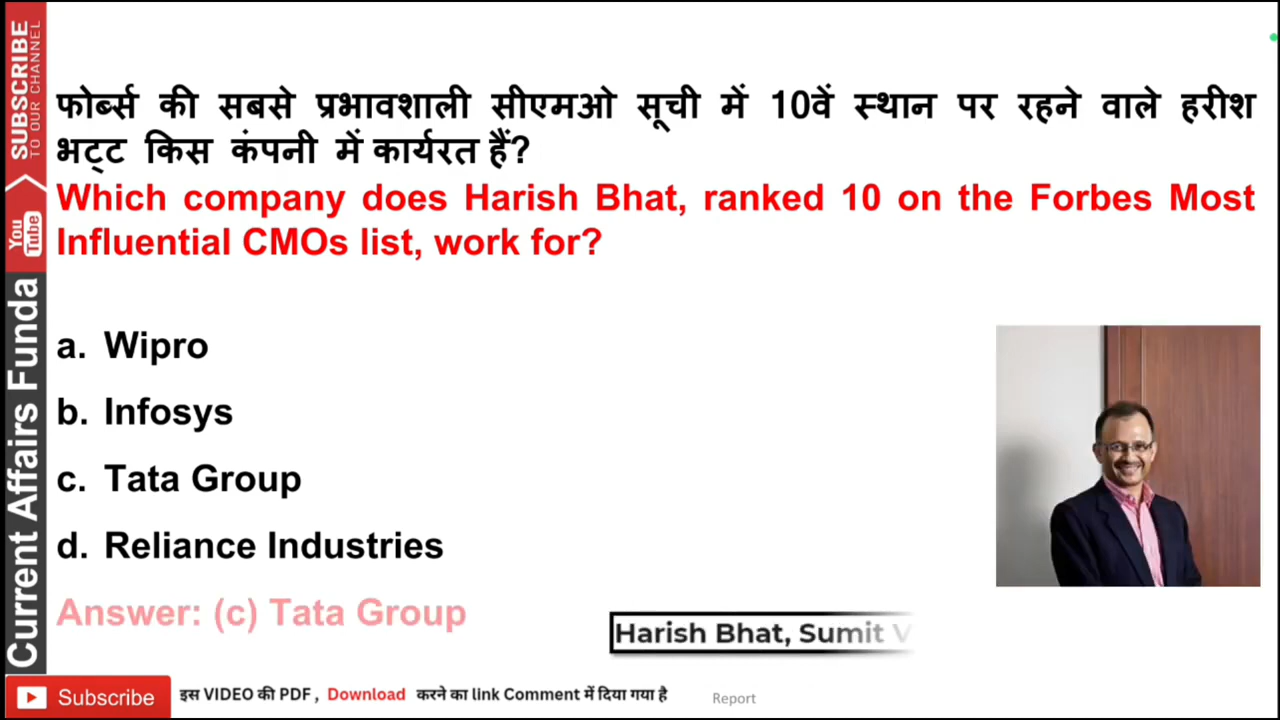 SUBSCRIBE
TO OUR CHANNEL
You
Tube
Current Affairs Funda
फोर्ब्स की सबसे प्रभावशाली सीएमओ सूची में 10वें स्थान पर रहने वाले हरीश
भट्ट किस कंपनी में कार्यरत हैं?
Which company does Harish Bhat, ranked 10 on the Forbes Most
Influential CMOs list, work for?
a. Wipro
b. Infosys
c. Tata Group
d. Reliance Industries
Answer: (c) Tata Group
Harish Bhat, Sumit V
Subscribe
इस VIDEO की PDF , Download करने का link Comment में दिया गया है
Report